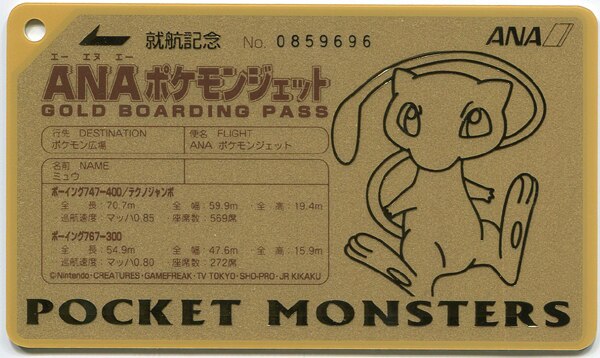 就航記念 No. 0859696 ANA
エー エヌ エー
ANAポケモンジェット
GOLD BOARDING PASS
行先 DESTINATION 便名 FLIGHT
ポケモン広場 ANA ポケモンジェット
名前 NAME
ミュウ
ボーイング747-400/テクノジャンボ
・全　長：70.7m ・全　幅：59.9m ・全　高：19.4m
・巡航速度：マッハ0.85 ・座席数：569席
ボーイング767-300
・全　長：54.9m ・全　幅：47.6m ・全　高：15.9m
・巡航速度：マッハ0.80 ・座席数：272席
©Nintendo・CREATURES・GAMEFREAK・TV TOKYO・SHO-PRO・JR KIKAKU
POCKET MONSTERS